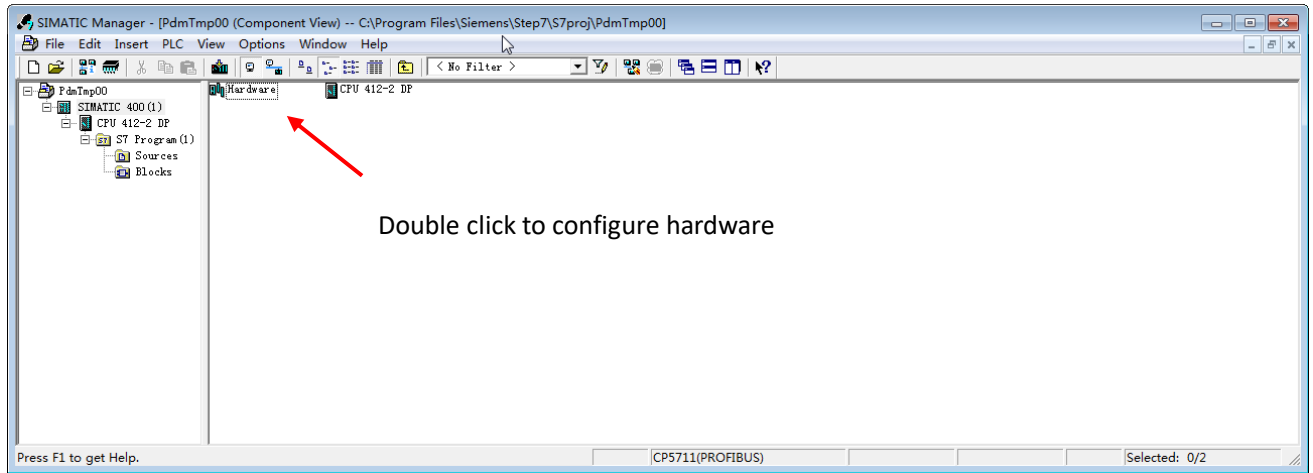 SIMATIC Manager - [PdmTmp00 (Component View) -- C:\Program Files\Siemens\Step7\S7proj\PdmTmp00]
File Edit Insert PLC View Options Window Help
< No Filter >
PdmTmp00
SIMATIC 400(1)
CPU 412-2 DP
S7 Program(1)
Sources
Blocks
Hardware
CPU 412-2 DP
Double click to configure hardware
Press F1 to get Help.
CP5711(PROFIBUS)
Selected: 0/2